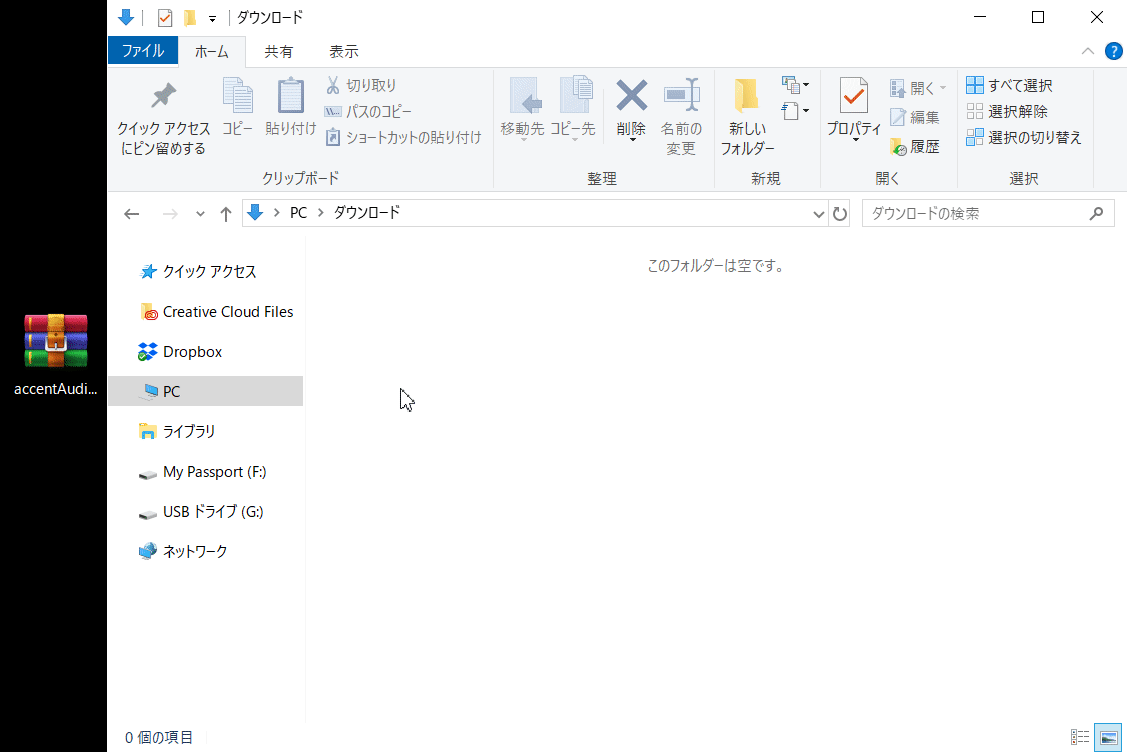 ダウンロード
ファイル
ホーム
共有
表示
クイック アクセス
にピン留めする
コピー
貼り付け
切り取り
パスのコピー
ショートカットの貼り付け
クリップボード
移動先
コピー先
削除
名前の
変更
整理
新しい
フォルダー
新規
プロパティ
開く
編集
履歴
開く
すべて選択
選択解除
選択の切り替え
選択
PC
ダウンロード
ダウンロードの検索
クイック アクセス
Creative Cloud Files
Dropbox
PC
ライブラリ
My Passport (F:)
USB ドライブ (G:)
ネットワーク
このフォルダーは空です。
accentAudi...
0 個の項目